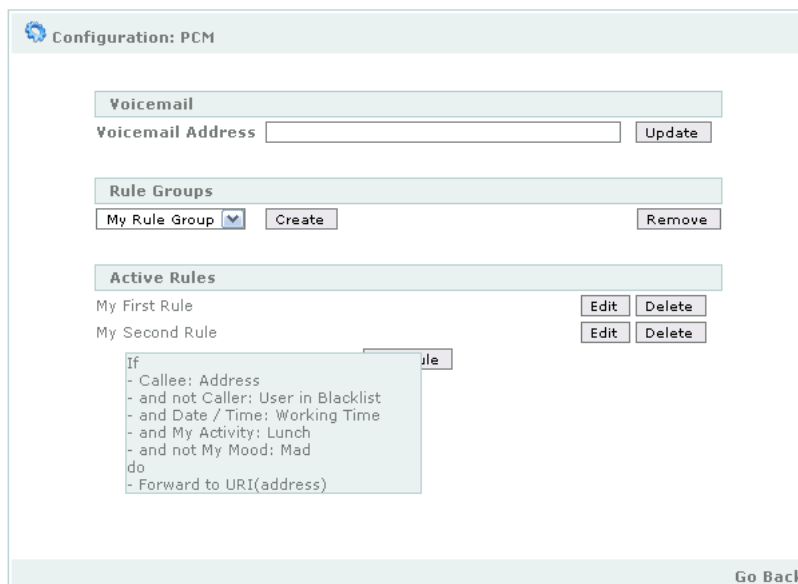 Configuration: PCM
Voicemail
Voicemail Address
Update
Rule Groups
My Rule Group
Create
Remove
Active Rules
My First Rule
Edit
Delete
My Second Rule
Edit
Delete
If
- Callee: Address
- and not Caller: User in Blacklist
- and Date / Time: Working Time
- and My Activity: Lunch
- and not My Mood: Mad
do
- Forward to URI(address)
Go Back